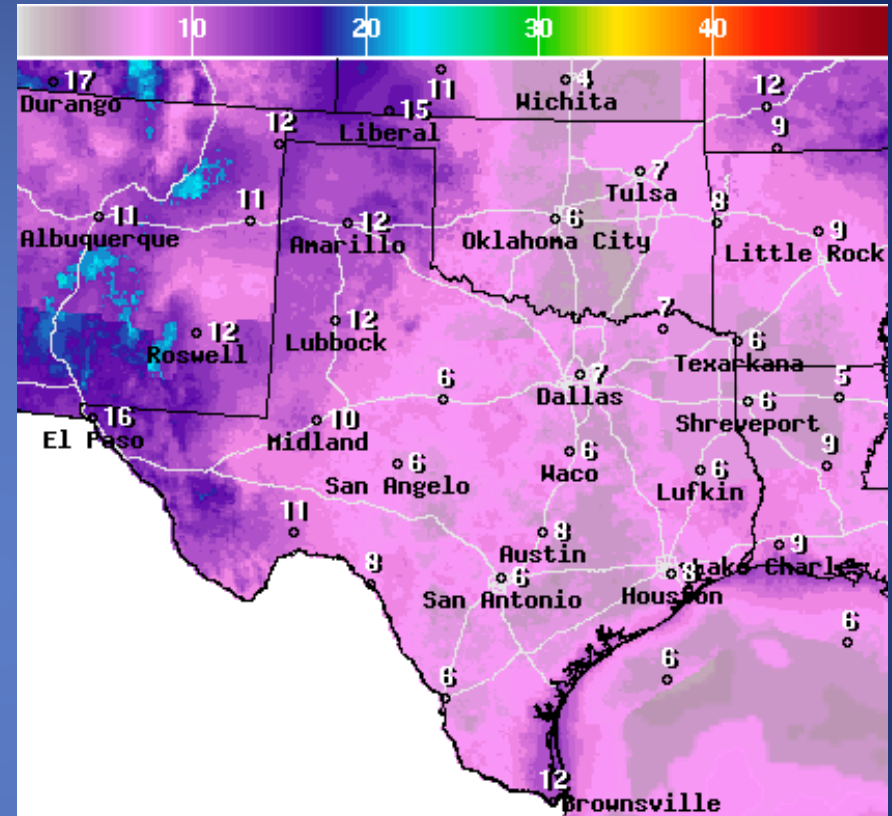 10 20 30 40
17
Durango
11
4
Wichita
12
15
Liberal
12
9
7
Tulsa
11
Albuquerque
11
12
Amarillo
6
Oklahoma City
8
9
Little Rock
12
Roswell
12
Lubbock
7
6
Texarkana
7
Dallas
6
5
6
Shreveport
16
El Paso
10
Midland
6
San Angelo
6
Waco
6
Lufkin
9
11
8
Austin
9
Lake Charles
8
6
San Antonio
8
Houston
6
6
6
12
Brownsville